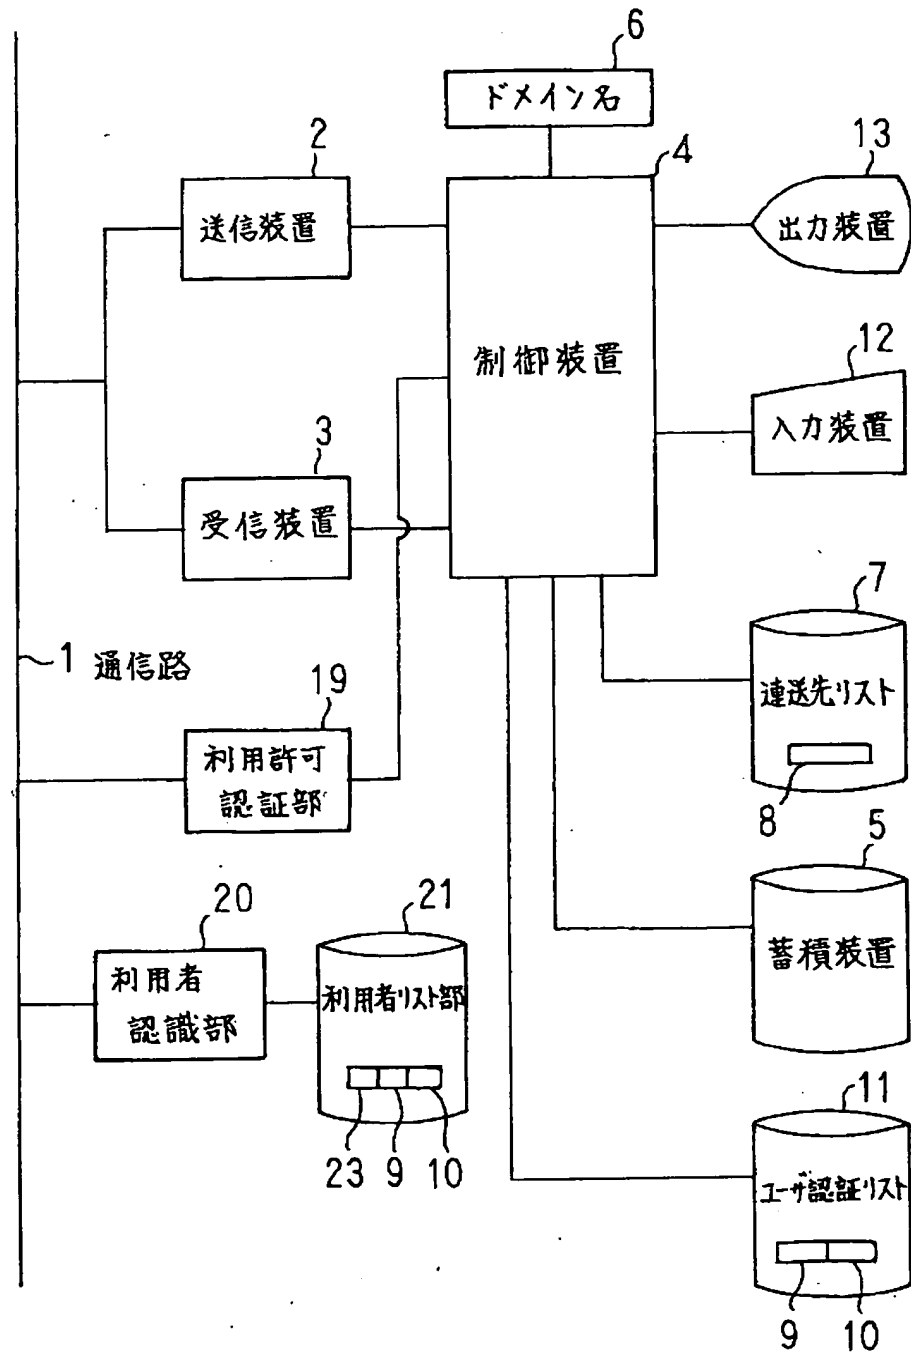 6
ドメイン名
2
4
13
送信装置
出力装置
制御装置
12
入力装置
3
受信装置
7
1 通信路
19
連送先リスト
利用許可
認証部
8
5
20
21
蓄積装置
利用者
認識部
利用者リスト部
11
23 9 10
ユーザ認証リスト
9 10